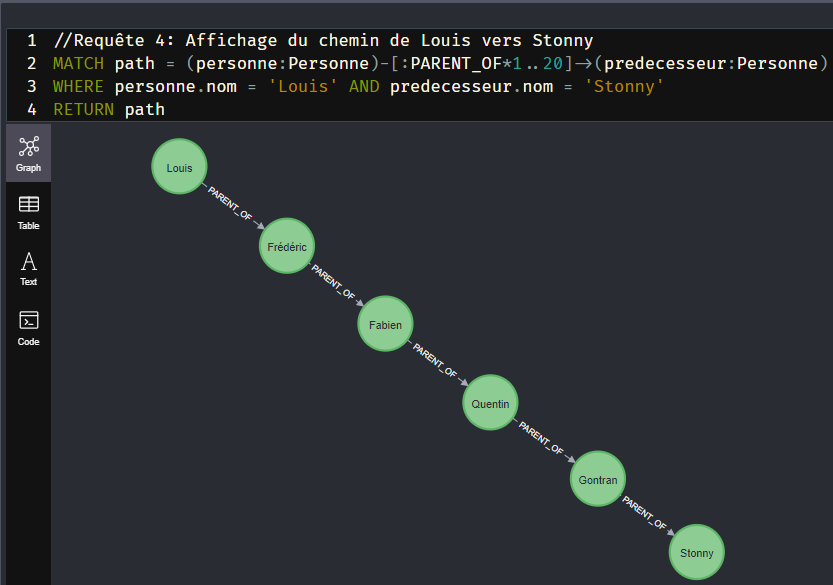 1 //Requête 4: Affichage du chemin de Louis vers Stonny
2 MATCH path = (personne:Personne)-[:PARENT_OF*1..20]->(predecesseur:Personne)
3 WHERE personne.nom = 'Louis' AND predecesseur.nom = 'Stonny'
4 RETURN path
Graph
Table
Text
Code
Louis
PARENT_OF
Frédéric
PARENT_OF
Fabien
PARENT_OF
Quentin
PARENT_OF
Gontran
PARENT_OF
Stonny